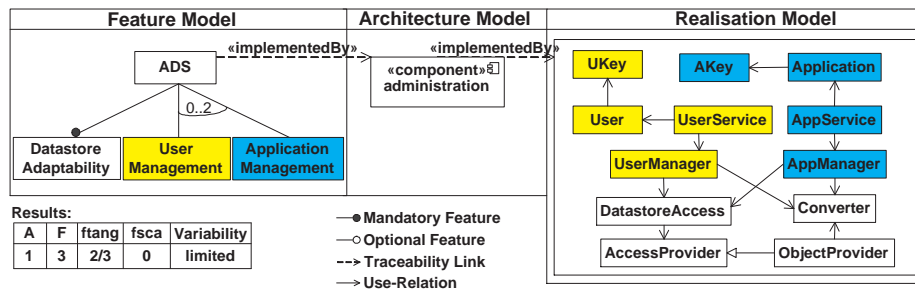 Feature Model
Architecture Model
Realisation Model
«implementedBy»
«implementedBy»
ADS
0..2
Datastore
Adaptability
User
Management
Application
Management
«component»
administration
UKey
AKey
Application
User
UserService
AppService
UserManager
AppManager
DatastoreAccess
Converter
AccessProvider
ObjectProvider
Results:
A F ftang fsca Variability
1 3 2/3 0 limited
Mandatory Feature
Optional Feature
Traceability Link
Use-Relation